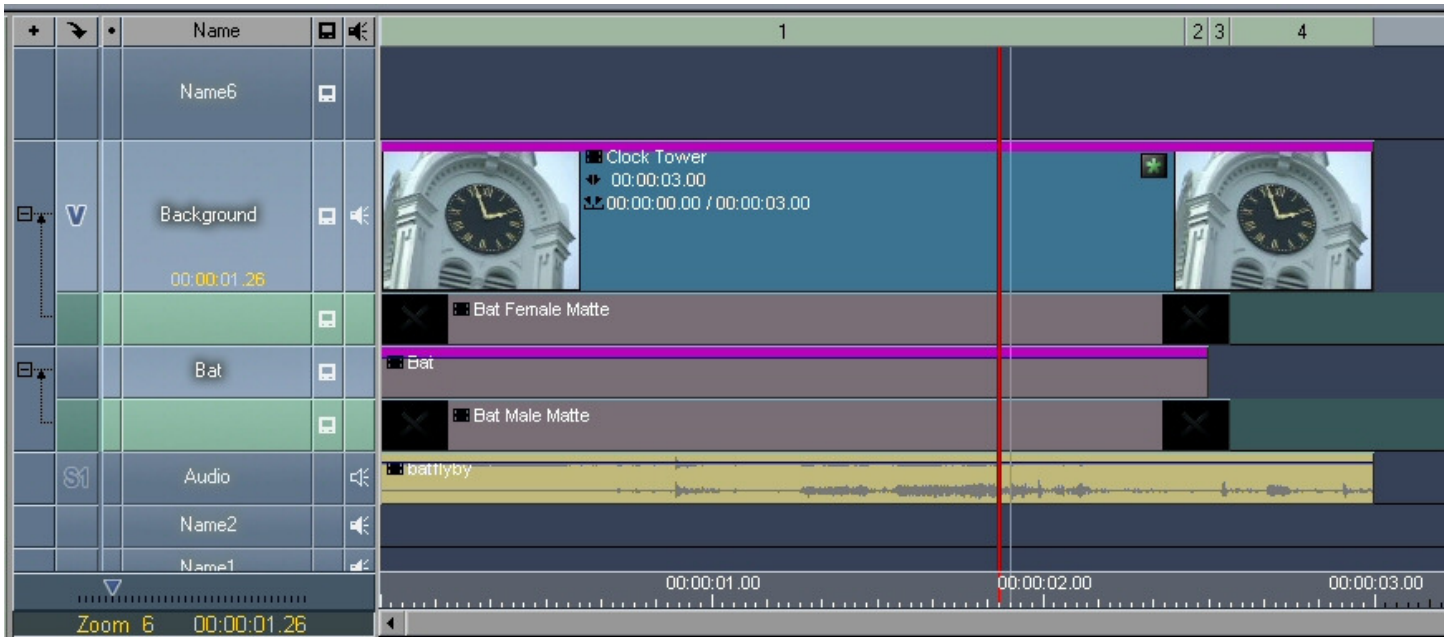 Name 1 2 3 4
Name6
Clock Tower
00:00:03.00
V Background 00:00:00.00 / 00:00:03.00
00:00:01.26
Bat Female Matte
Bat Bat
Bat Male Matte
S1 Audio batflyby
Name2
Name1
00:00:01.00 00:00:02.00 00:00:03.00
Zoom 6 00:00:01.26